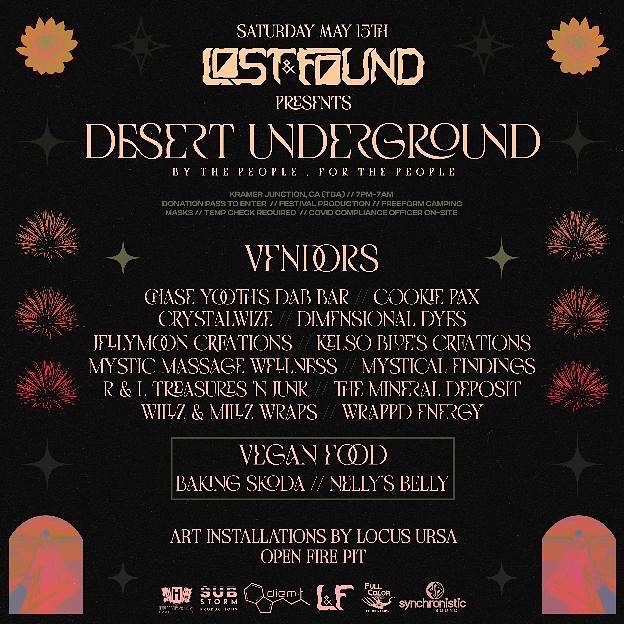 SATURDAY MAY 15TH
LOST & FOUND
PRESENTS
DESERT UNDERGROUND
BY THE PEOPLE . FOR THE PEOPLE
KRAMER JUNCTION, CA (TBA) // 7PM-7AM
DONATION PASS TO ENTER // FESTIVAL PRODUCTION // FREEFORM CAMPING
MASKS // TEMP CHECK REQUIRED // COVID COMPLIANCE OFFICER ON-SITE
VENDORS
CHASE YOOTH'S DAB BAR // COOKIE PAX
CRYSTALWIZE // DIMENSIONAL DYES
JELLYMOON CREATIONS // KELSO BLUE'S CREATIONS
MYSTIC MASSAGE WELLNESS // MYSTICAL FINDINGS
R & L TREASURES 'N JUNK // THE MINERAL DEPOSIT
WILLZ & MILLZ WRAPS // WRAPPD ENERGY
VEGAN FOOD
BAKING SKODA // NELLY'S BELLY
ART INSTALLATIONS BY LOCUS URSA
OPEN FIRE PIT
SUB STORM
diem t
L&F
FULL COLOR
synchronistic SOUND